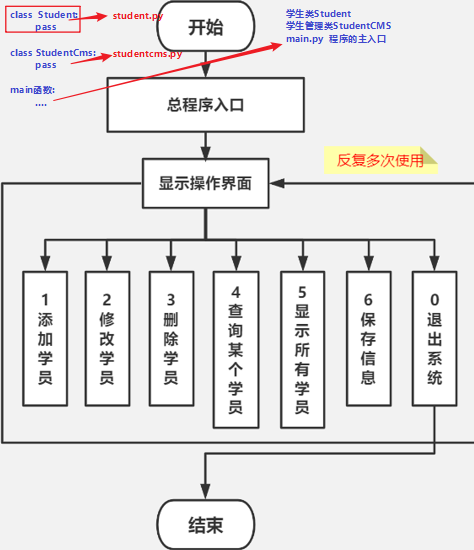 class Student:
pass
student.py
开始
学生类Student
学生管理类StudentCMS
main.py 程序的主入口
class StudentCms:
pass
studentcms.py
main函数:
....
总程序入口
反复多次使用
显示操作界面
1添加学员
2修改学员
3删除学员
4查询某个学员
5显示所有学员
6保存信息
0退出系统
结束